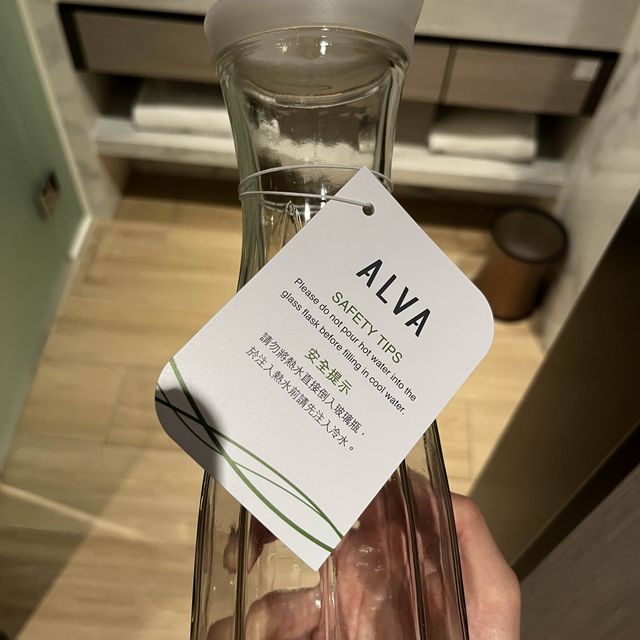 ALVA
SAFETY TIPS
Please do not pour hot water into the
glass flask before filling in cool water.
安全提示
請勿將熱水直接倒入玻璃瓶，
於注入熱水前請先注入冷水。